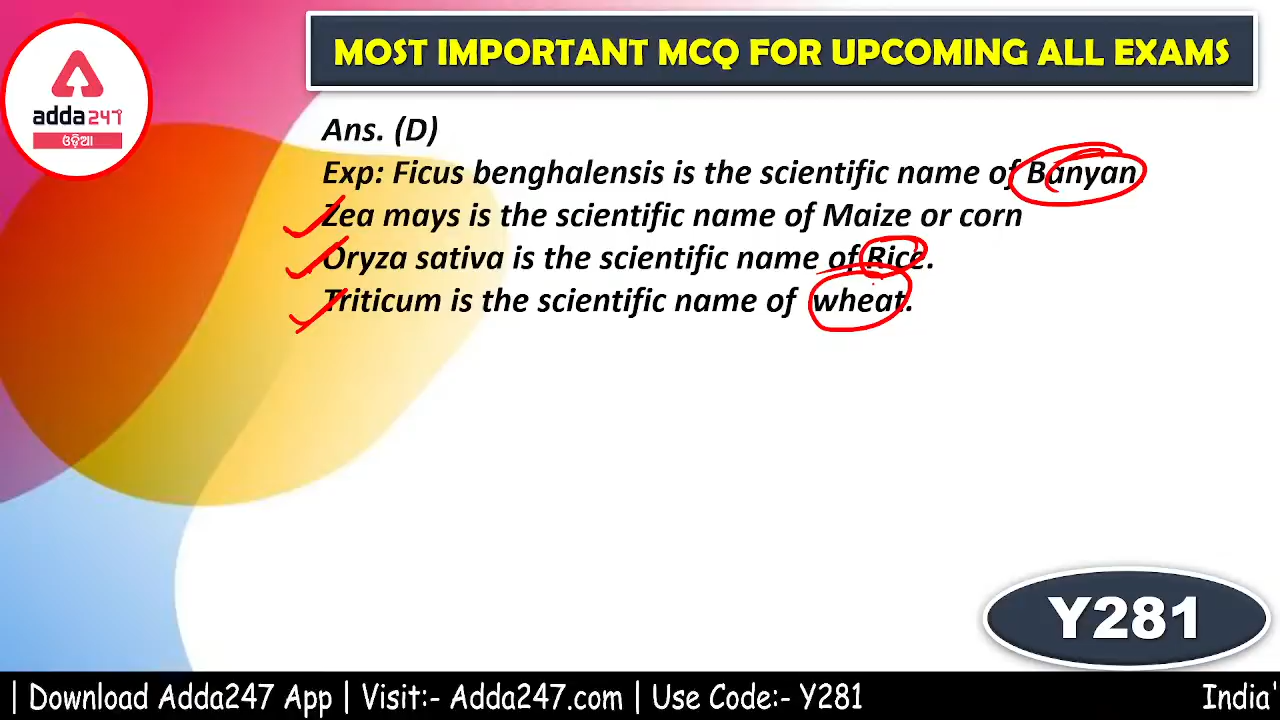 MOST IMPORTANT MCQ FOR UPCOMING ALL EXAMS
adda247
ଓଡ଼ିଆ
Ans. (D)
Exp: Ficus benghalensis is the scientific name of Banyan
Zea mays is the scientific name of Maize or corn
Oryza sativa is the scientific name of Rice.
Triticum is the scientific name of wheat.
Y281
| Download Adda247 App | Visit:- Adda247.com | Use Code:- Y281 India'